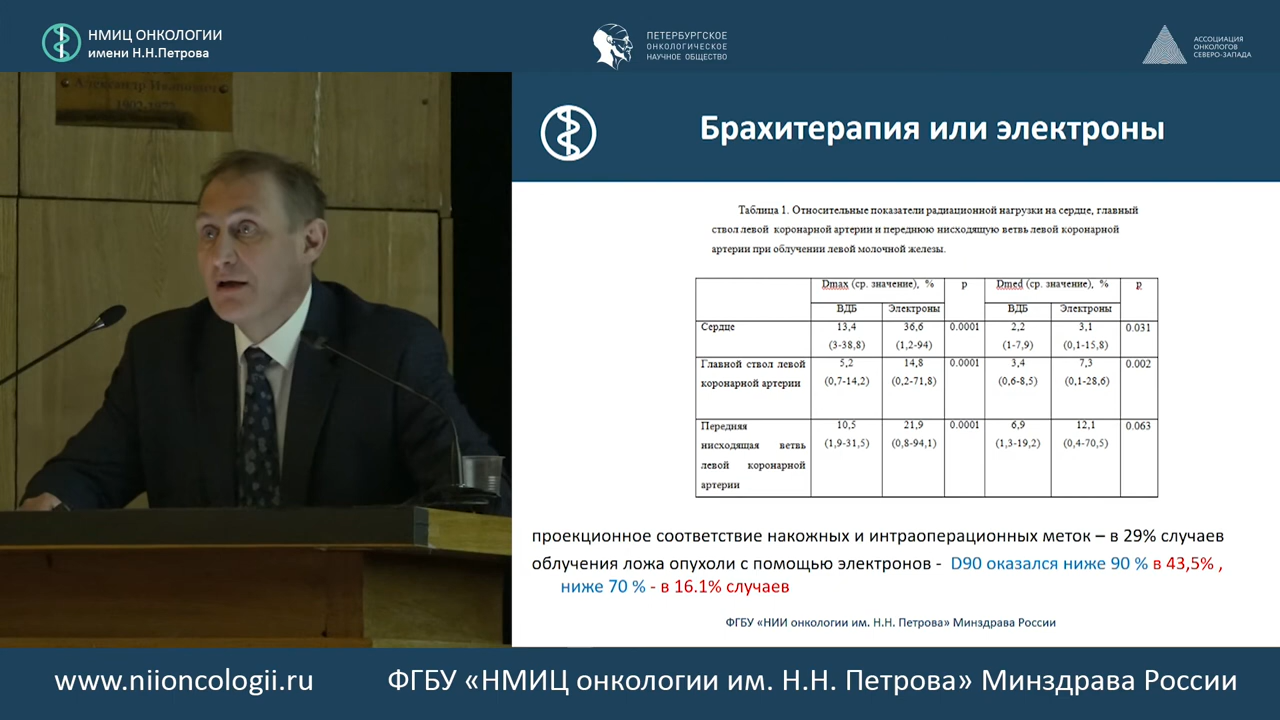 НМИЦ ОНКОЛОГИИ
имени Н.Н.Петрова
ПЕТЕРБУРГСКОЕ
ОНКОЛОГИЧЕСКОЕ
НАУЧНОЕ ОБЩЕСТВО
АССОЦИАЦИЯ
ОНКОЛОГОВ
СЕВЕРО-ЗАПАДА
Александр Иванович
Брахитерапия или электроны
Таблица 1. Относительные показатели радиационной нагрузки на сердце, главный
ствол левой коронарной артерии и переднюю нисходящую ветвь левой коронарной
артерии при облучении левой молочной железы.
Dmax (ср. значение), % p Dmed (ср. значение), % p
ВДБ Электроны ВДБ Электроны
Сердце 13,4 36,6 0.0001 2,2 3,1 0.031
(3-38,8) (1,2-94) (1-7,9) (0,1-15,8)
Главной ствол левой 5,2 14,8 0.0001 3,4 7,3 0.002
коронарной артерии (0,7-14,2) (0,2-71,8) (0,6-8,5) (0,1-28,6)
Передняя 10,5 21,9 0.0001 6,9 12,1 0.063
нисходящая ветвь (1,9-31,5) (0,8-94,1) (1,3-19,2) (0,4-70,5)
левой коронарной
артерии
проекционное соответствие накожных и интраоперационных меток – в 29% случаев
облучения ложа опухоли с помощью электронов - D90 оказался ниже 90 % в 43,5% ,
ниже 70 % - в 16.1% случаев
ФГБУ «НИИ онкологии им. Н.Н. Петрова» Минздрава России
www.niioncologii.ru ФГБУ «НМИЦ онкологии им. Н.Н. Петрова» Минздрава России